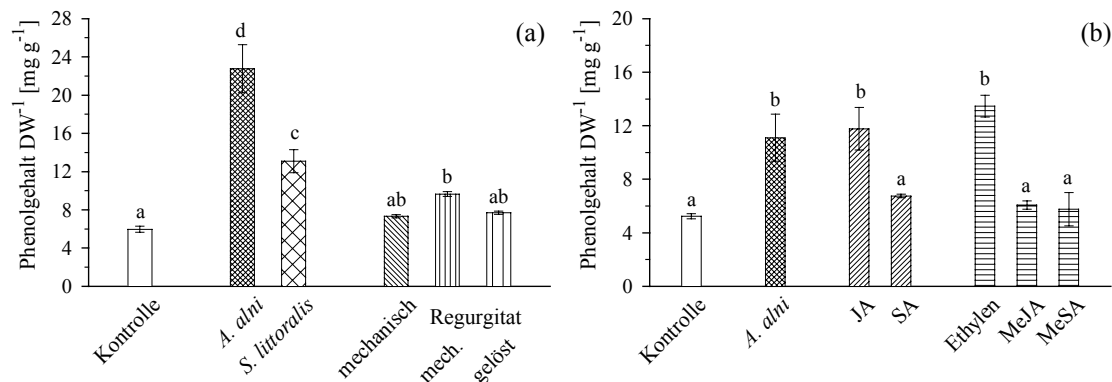 (a)
Phenolgehalt DW⁻¹ [mg g⁻¹]
28
24
20
16
12
8
4
0
a
d
c
ab
b
ab
Kontrolle
A. alni
S. littoralis
mechanisch
Regurgitat
mech.
gelöst
(b)
Phenolgehalt DW⁻¹ [mg g⁻¹]
20
16
12
8
4
0
a
b
b
a
b
a
a
Kontrolle
A. alni
JA
SA
Ethylen
MeJA
MeSA